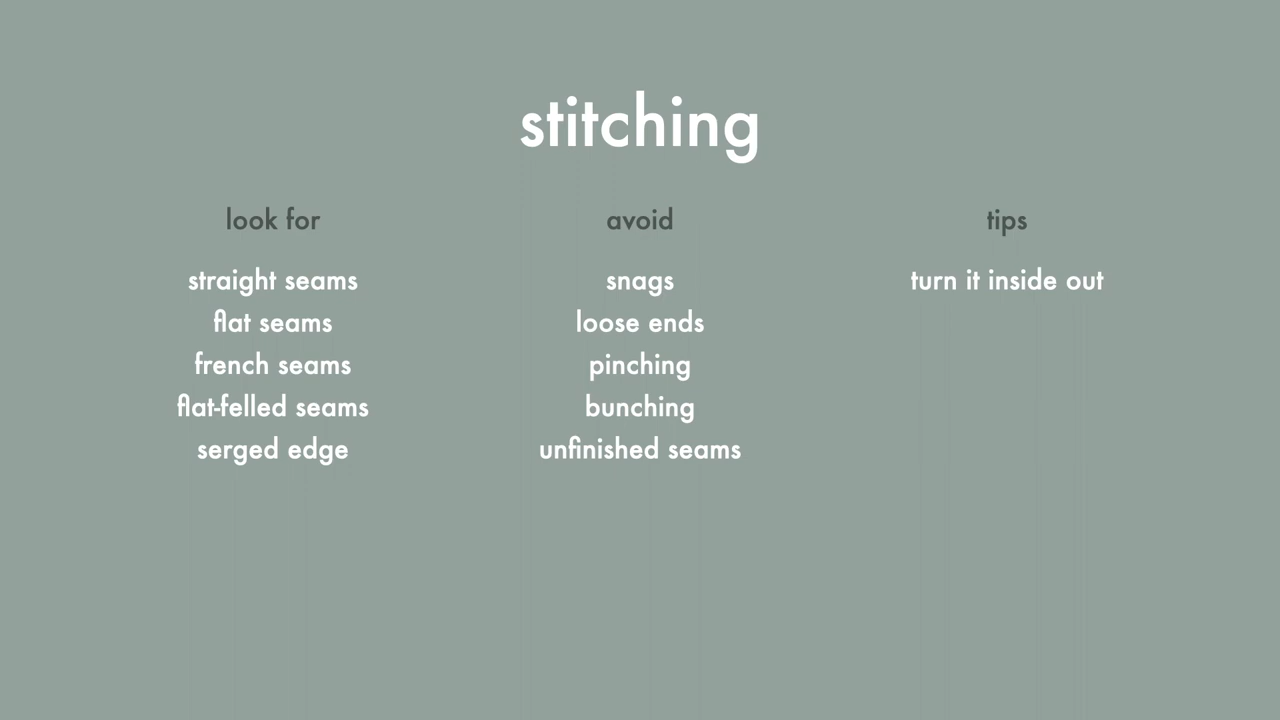 stitching
look for
straight seams
flat seams
french seams
flat-felled seams
serged edge
avoid
snags
loose ends
pinching
bunching
unfinished seams
tips
turn it inside out